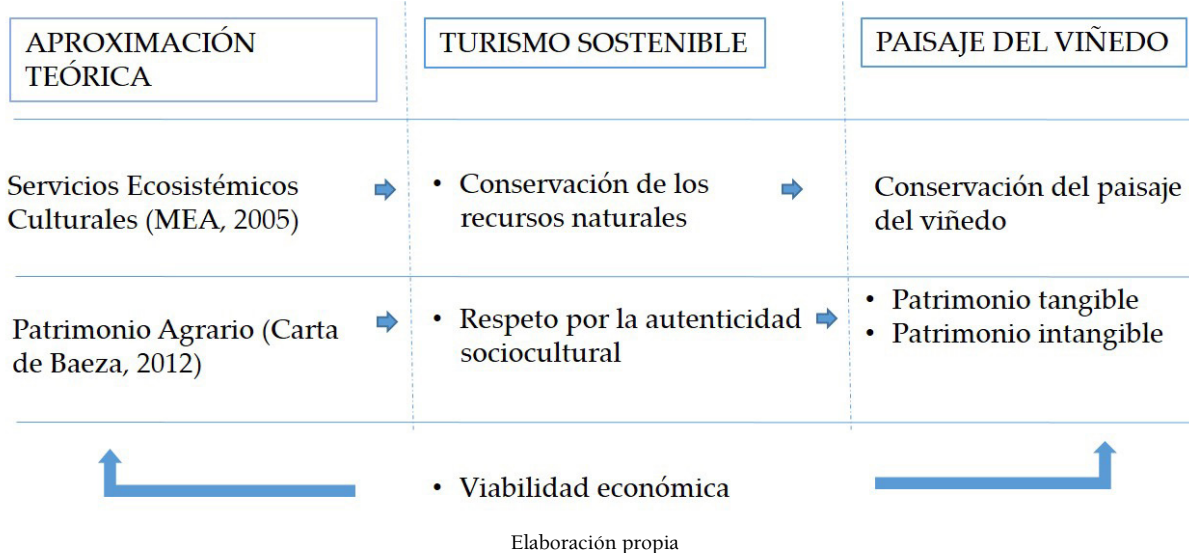 APROXIMACIÓN
TEÓRICA
TURISMO SOSTENIBLE
PAISAJE DEL VIÑEDO
Servicios Ecosistémicos
Culturales (MEA, 2005)
• Conservación de los
recursos naturales
Conservación del paisaje
del viñedo
Patrimonio Agrario (Carta
de Baeza, 2012)
• Respeto por la autenticidad
sociocultural
• Patrimonio tangible
• Patrimonio intangible
• Viabilidad económica
Elaboración propia